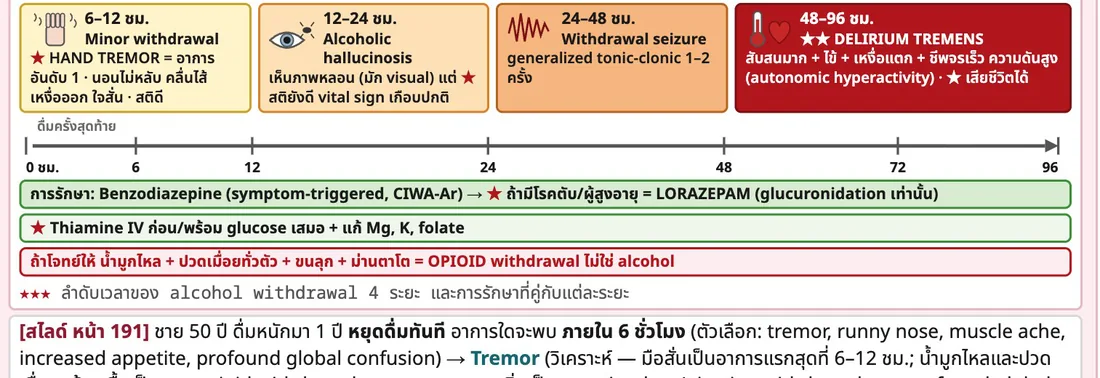 6–12 ชม.
Minor withdrawal
★ HAND TREMOR = อาการ
อันดับ 1 · นอนไม่หลับ คลื่นไส้
เหงื่อออก ใจสั่น · สติดี
12–24 ชม.
Alcoholic
hallucinosis
เห็นภาพหลอน (มัก visual) แต่ ★
สติยังดี vital sign เกือบปกติ
24–48 ชม.
Withdrawal seizure
generalized tonic-clonic 1–2
ครั้ง
48–96 ชม.
★★ DELIRIUM TREMENS
สับสนมาก + ไข้ + เหงื่อแตก + ชีพจรเร็ว ความดันสูง
(autonomic hyperactivity) · ★ เสียชีวิตได้
ดื่มครั้งสุดท้าย
0 ชม. 6 12 24 48 72 96
การรักษา: Benzodiazepine (symptom-triggered, CIWA-Ar) → ★ ถ้ามีโรคตับ/ผู้สูงอายุ = LORAZEPAM (glucuronidation เท่านั้น)
★ Thiamine IV ก่อน/พร้อม glucose เสมอ + แก้ Mg, K, folate
ถ้าโจทย์ให้ น้ำมูกไหล + ปวดเมื่อยทั่วตัว + ขนลุก + ม่านตาโต = OPIOID withdrawal ไม่ใช่ alcohol
★★★ ลำดับเวลาของ alcohol withdrawal 4 ระยะ และการรักษาที่คู่กับแต่ละระยะ
[สไลด์ หน้า 191] ชาย 50 ปี ดื่มหนักมา 1 ปี หยุดดื่มทันที อาการใดจะพบ ภายใน 6 ชั่วโมง (ตัวเลือก: tremor, runny nose, muscle ache,
increased appetite, profound global confusion) → Tremor (วิเคราะห์ — มือสั่นเป็นอาการแรกสุดที่ 6–12 ชม.; น้ำมูกไหลและปวด